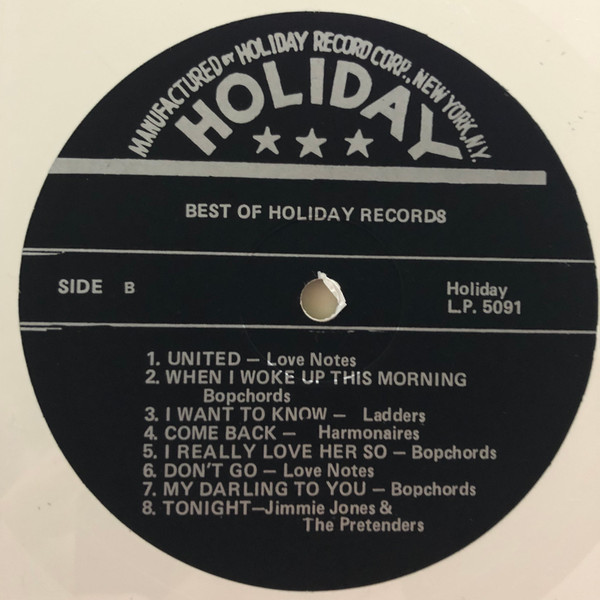 MANUFACTURED BY HOLIDAY RECORD CORP., NEW YORK, N.Y.
HOLIDAY
BEST OF HOLIDAY RECORDS
SIDE B
Holiday
L.P. 5091
1. UNITED – Love Notes
2. WHEN I WOKE UP THIS MORNING
Bopchords
3. I WANT TO KNOW – Ladders
4. COME BACK – Harmonaires
5. I REALLY LOVE HER SO – Bopchords
6. DON'T GO – Love Notes
7. MY DARLING TO YOU – Bopchords
8. TONIGHT–Jimmie Jones &
The Pretenders